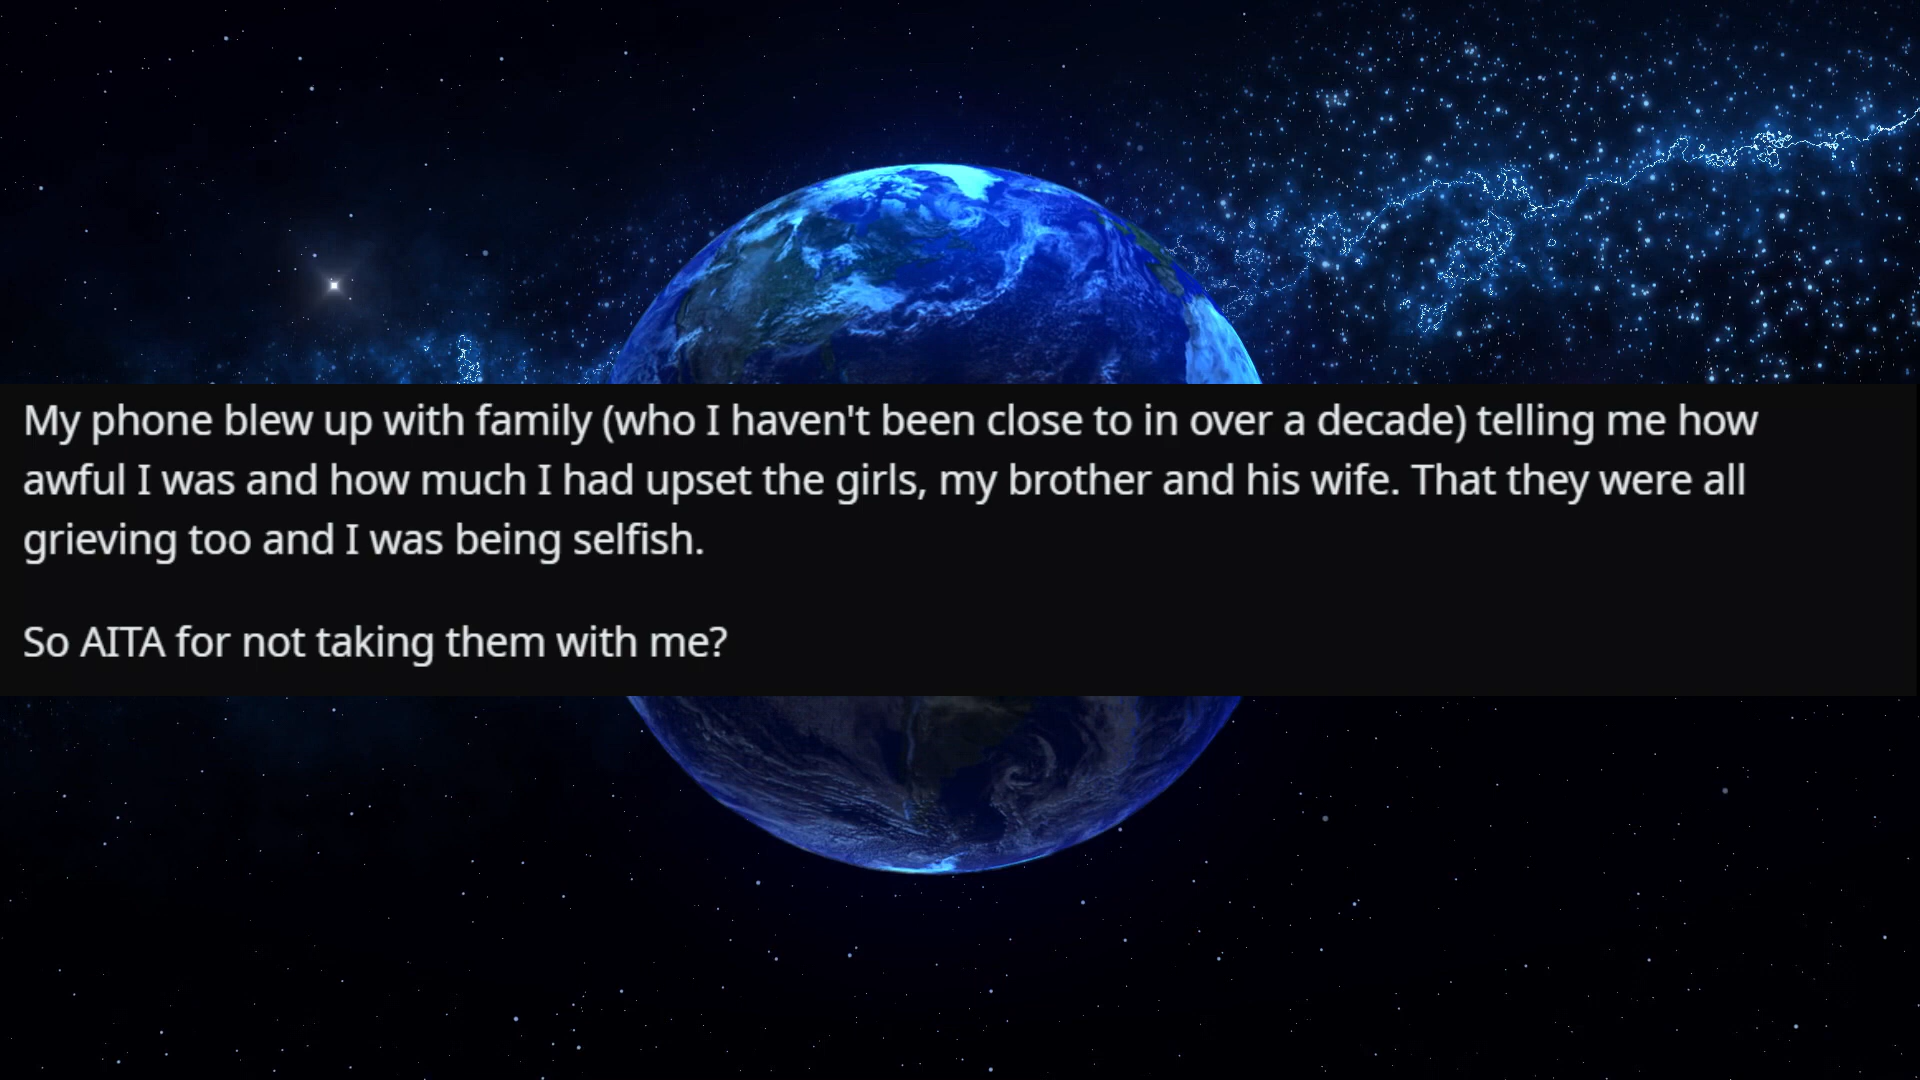 My phone blew up with family (who I haven't been close to in over a decade) telling me how
awful I was and how much I had upset the girls, my brother and his wife. That they were all
grieving too and I was being selfish.
So AITA for not taking them with me?